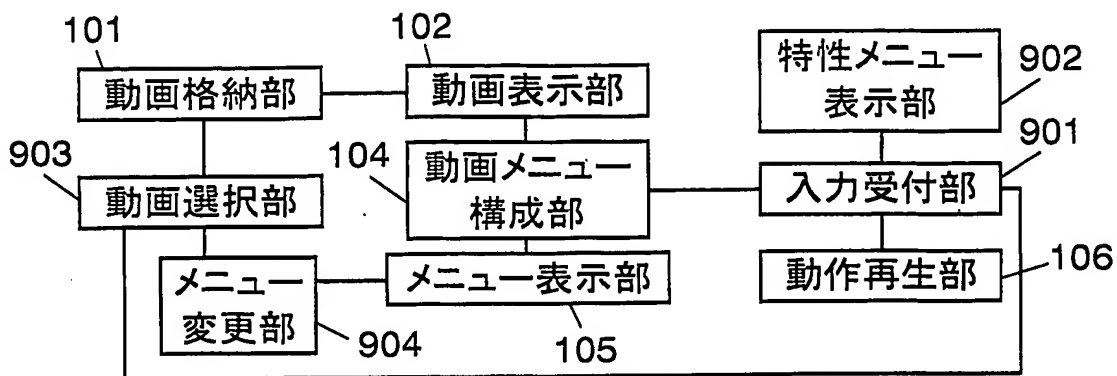 101
動画格納部
102
動画表示部
特性メニュー
表示部
902
903
動画選択部
104
動画メニュー
構成部
901
入力受付部
メニュー
変更部
904
メニュー表示部
105
動作再生部
106